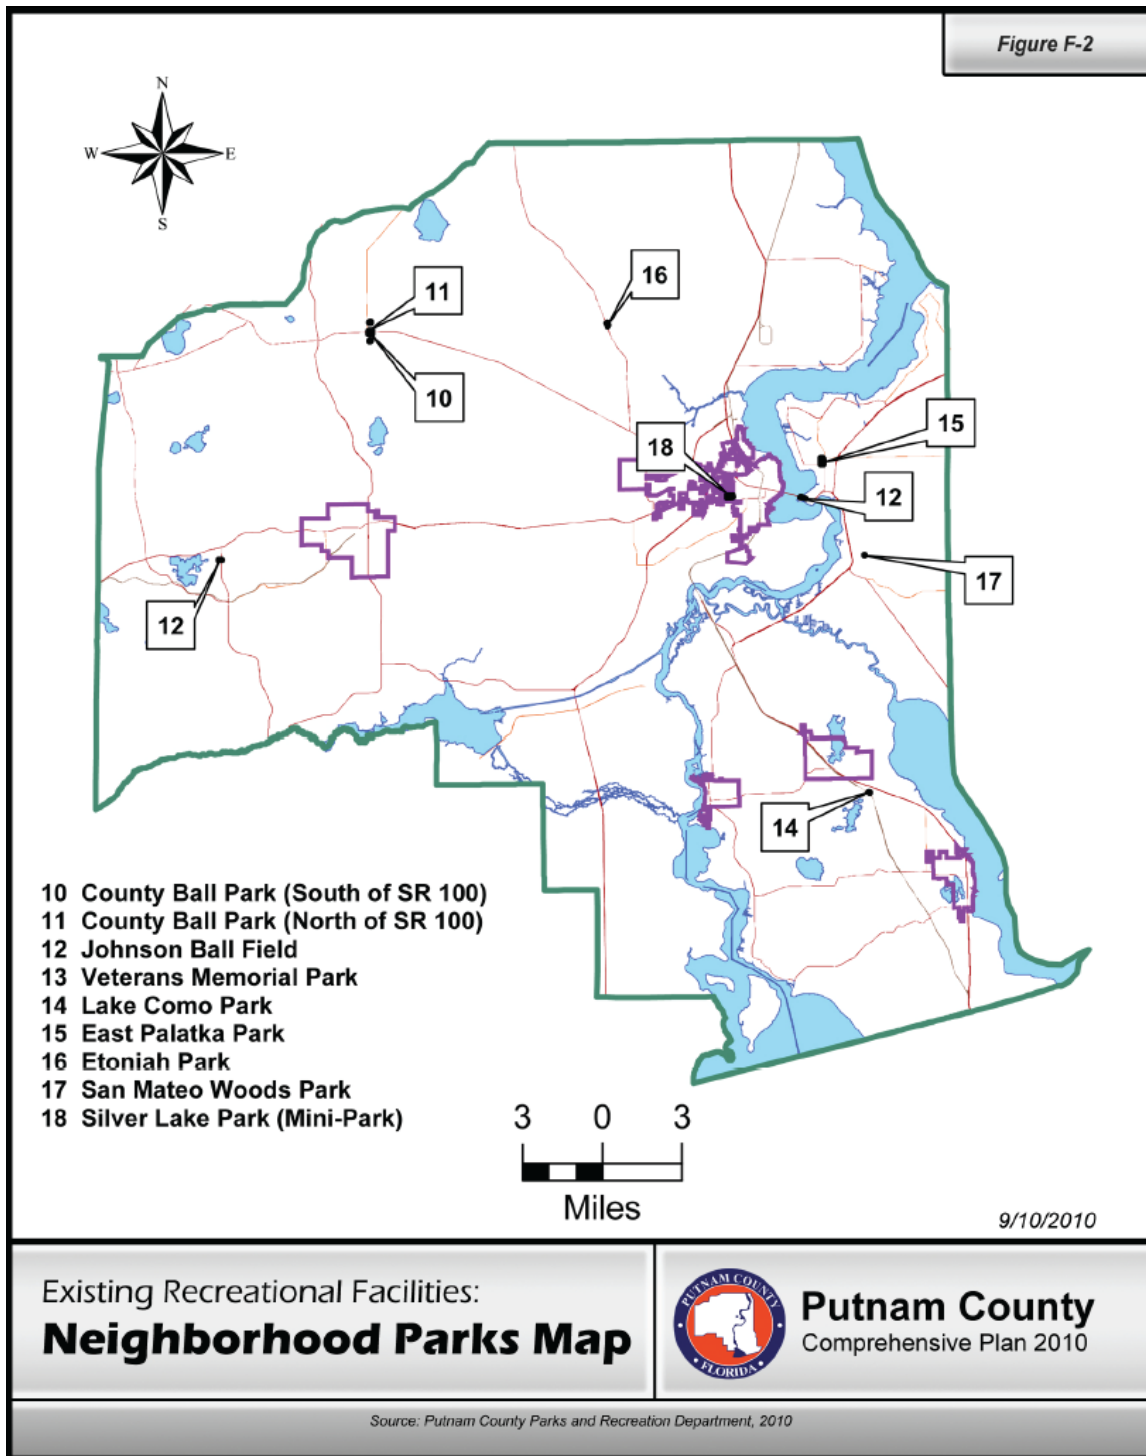 Figure F-2
N
W
E
S
16
11
10
15
18
12
17
12
14
10 County Ball Park (South of SR 100)
11 County Ball Park (North of SR 100)
12 Johnson Ball Field
13 Veterans Memorial Park
14 Lake Como Park
15 East Palatka Park
16 Etoniah Park
17 San Mateo Woods Park
18 Silver Lake Park (Mini-Park)
3 0 3
Miles
9/10/2010
Existing Recreational Facilities:
Neighborhood Parks Map
PUTNAM COUNTY
FLORIDA
Putnam County
Comprehensive Plan 2010
Source: Putnam County Parks and Recreation Department, 2010